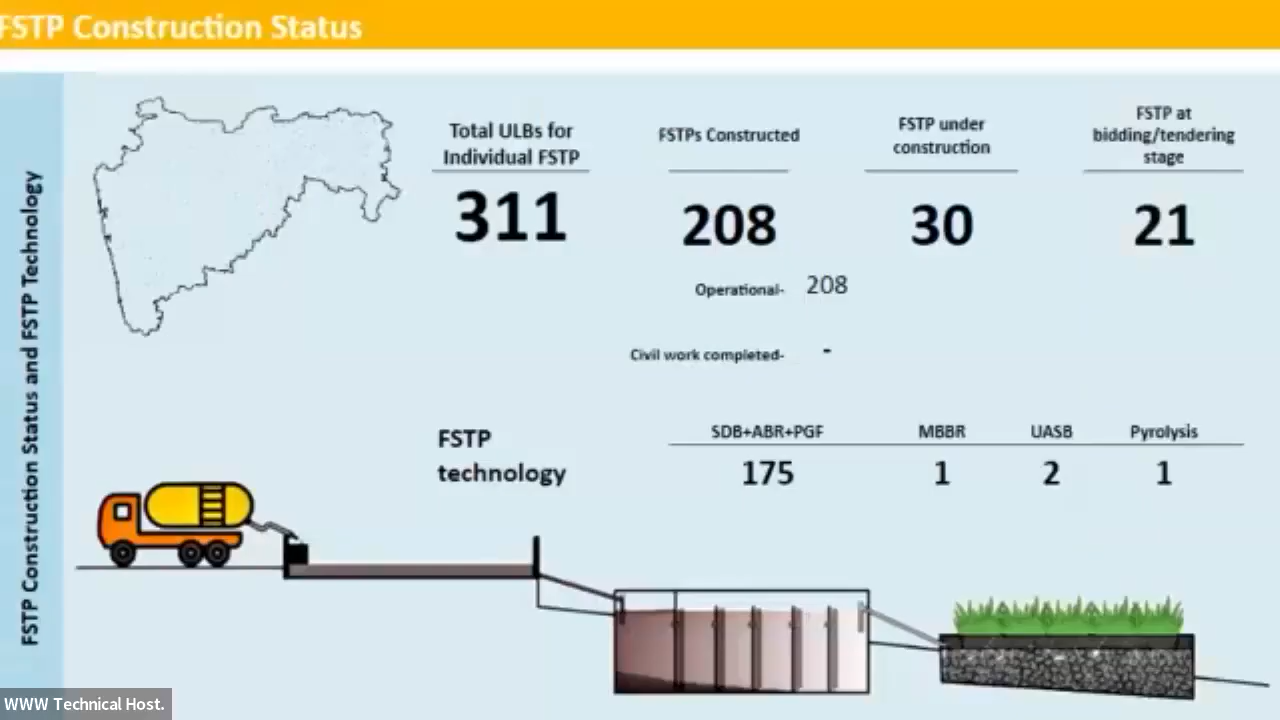 FSTP Construction Status
FSTP Construction Status and FSTP Technology
Total ULBs for
Individual FSTP
311
FSTPs Constructed
208
Operational- 208
Civil work completed- -
FSTP under
construction
30
FSTP at
bidding/tendering
stage
21
FSTP
technology
SDB+ABR+PGF
175
MBBR
1
UASB
2
Pyrolysis
1
WWW Technical Host.